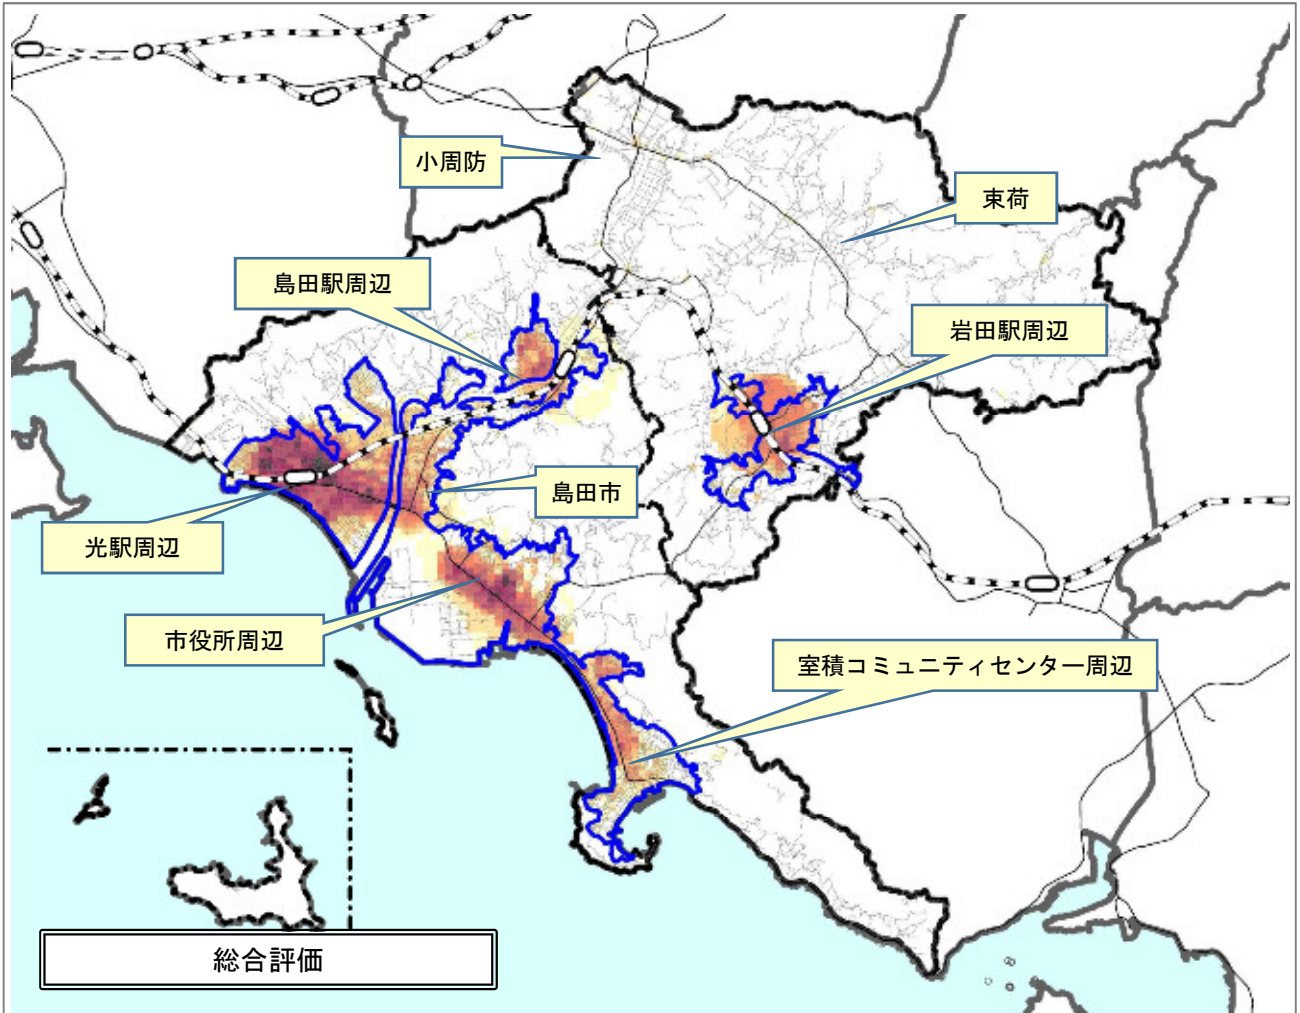 小周防
束荷
島田駅周辺
岩田駅周辺
島田市
光駅周辺
市役所周辺
室積コミュニティセンター周辺
総合評価